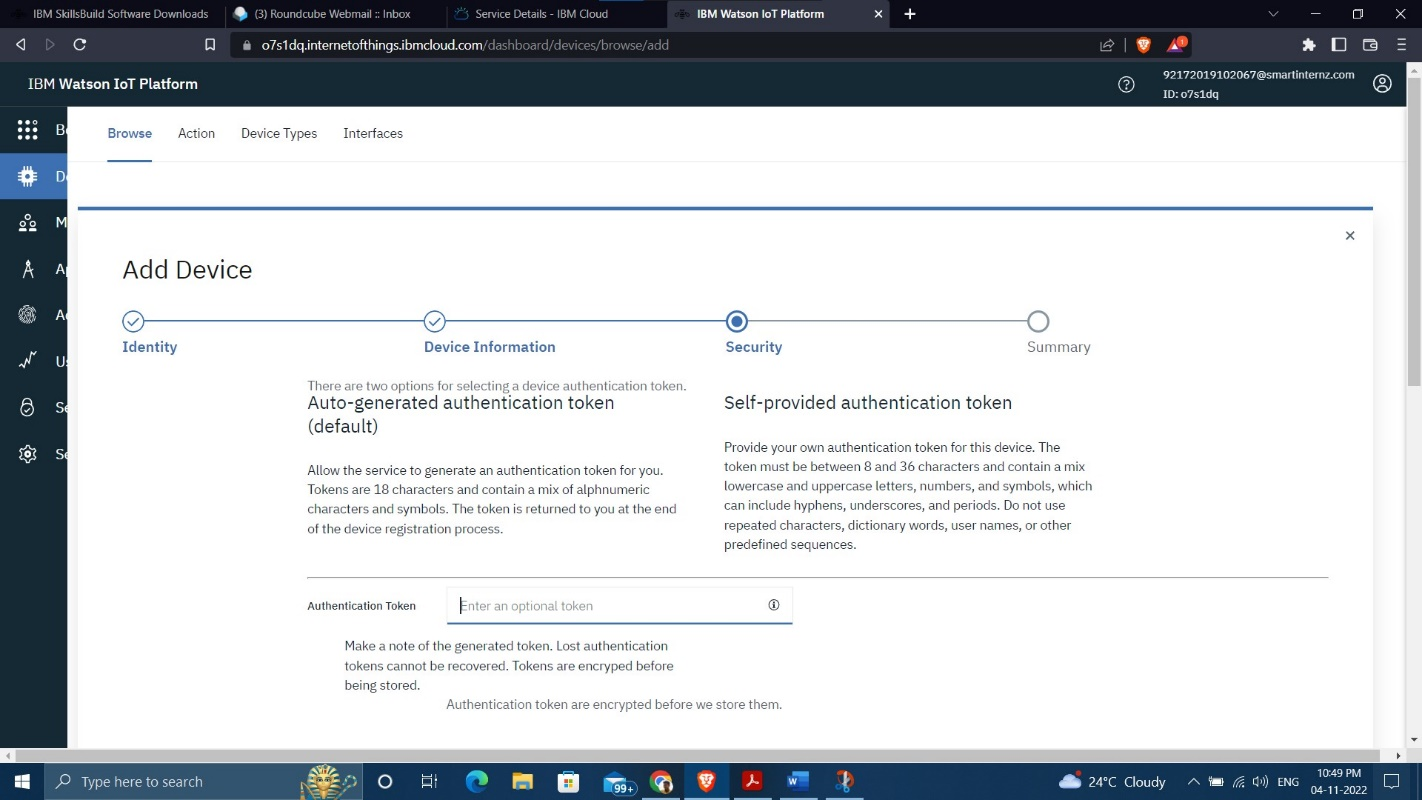 IBM SkillsBuild Software Downloads
(3) Roundcube Webmail :: Inbox
Service Details - IBM Cloud
IBM Watson IoT Platform
o7s1dq.internetofthings.ibmcloud.com/dashboard/devices/browse/add
1
IBM Watson IoT Platform
92172019102067@smartinternz.com
ID: o7s1dq
Browse
Action
Device Types
Interfaces
Add Device
Identity
Device Information
Security
Summary
There are two options for selecting a device authentication token.
Auto-generated authentication token
(default)
Allow the service to generate an authentication token for you.
Tokens are 18 characters and contain a mix of alphnumeric
characters and symbols. The token is returned to you at the end
of the device registration process.
Self-provided authentication token
Provide your own authentication token for this device. The
token must be between 8 and 36 characters and contain a mix
lowercase and uppercase letters, numbers, and symbols, which
can include hyphens, underscores, and periods. Do not use
repeated characters, dictionary words, user names, or other
predefined sequences.
Authentication Token
Enter an optional token
Make a note of the generated token. Lost authentication
tokens cannot be recovered. Tokens are encryped before
being stored.
Authentication token are encrypted before we store them.
Type here to search
99+
24°C Cloudy
ENG
10:49 PM
04-11-2022